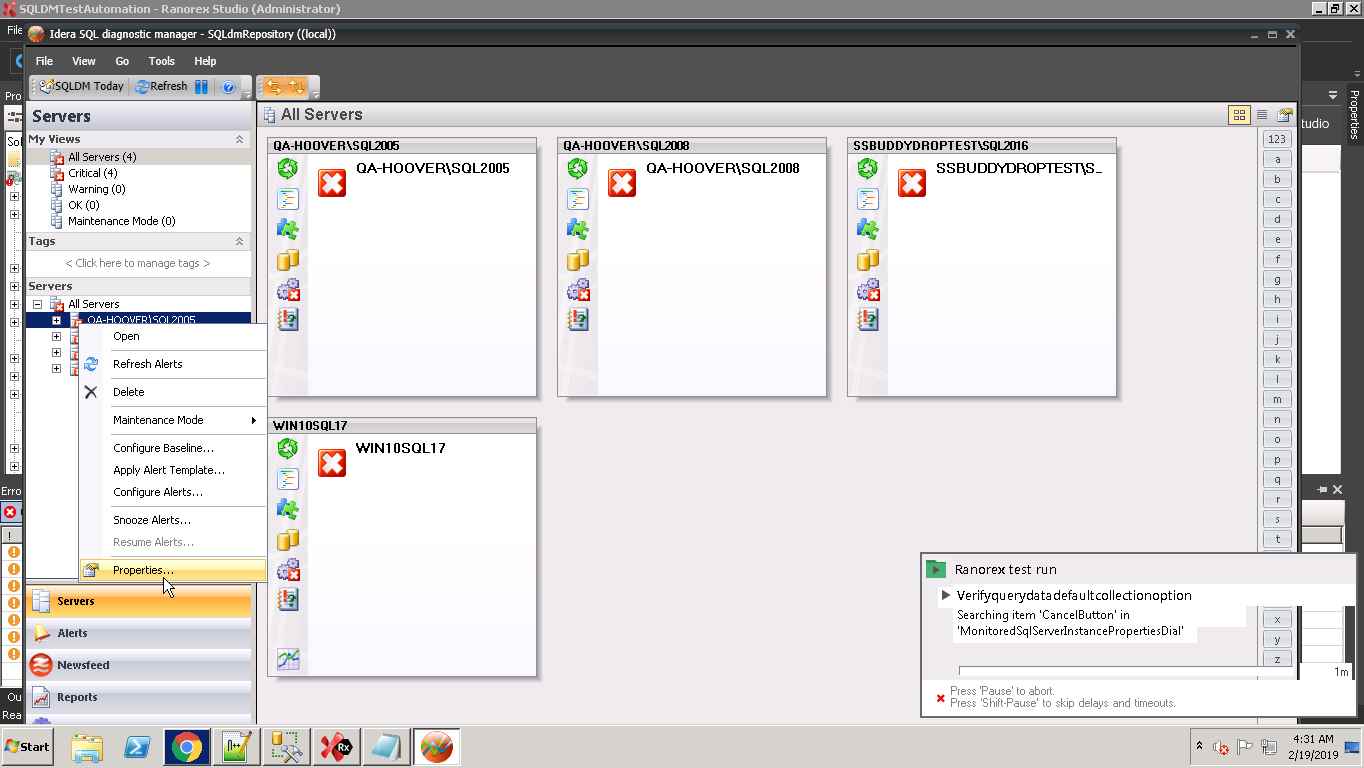 SQLDMTestAutomation - Ranorex Studio (Administrator)
File
Idera SQL diagnostic manager - SQLdmRepository ((local))
File View Go Tools Help
SQLDM Today Refresh
Servers
My Views
All Servers (4)
Critical (4)
Warning (0)
OK (0)
Maintenance Mode (0)
Tags
< Click here to manage tags >
Servers
All Servers
QA-HOOVER\SQL2005
Open
Refresh Alerts
Delete
Maintenance Mode
Configure Baseline...
Apply Alert Template...
Configure Alerts...
Snooze Alerts...
Resume Alerts...
Properties...
Servers
Alerts
Newsfeed
Reports
All Servers
QA-HOOVER\SQL2005
QA-HOOVER\SQL2005
QA-HOOVER\SQL2008
QA-HOOVER\SQL2008
SSBUDDYDROPTEST\SQL2016
SSBUDDYDROPTEST\S...
WIN10SQL17
WIN10SQL17
123
a
b
c
d
e
f
g
h
i
j
k
l
m
n
o
p
q
r
s
t
x
y
z
Properties
tudio
Pro
Sol
Erro
!
Ou
Rea
Ranorex test run
Verifyquerydatadefaultcollectionoption
Searching item 'CancelButton' in
'MonitoredSqlServerInstancePropertiesDial'
1m
Press 'Pause' to abort.
Press 'Shift-Pause' to skip delays and timeouts.
Start
4:31 AM
2/19/2019